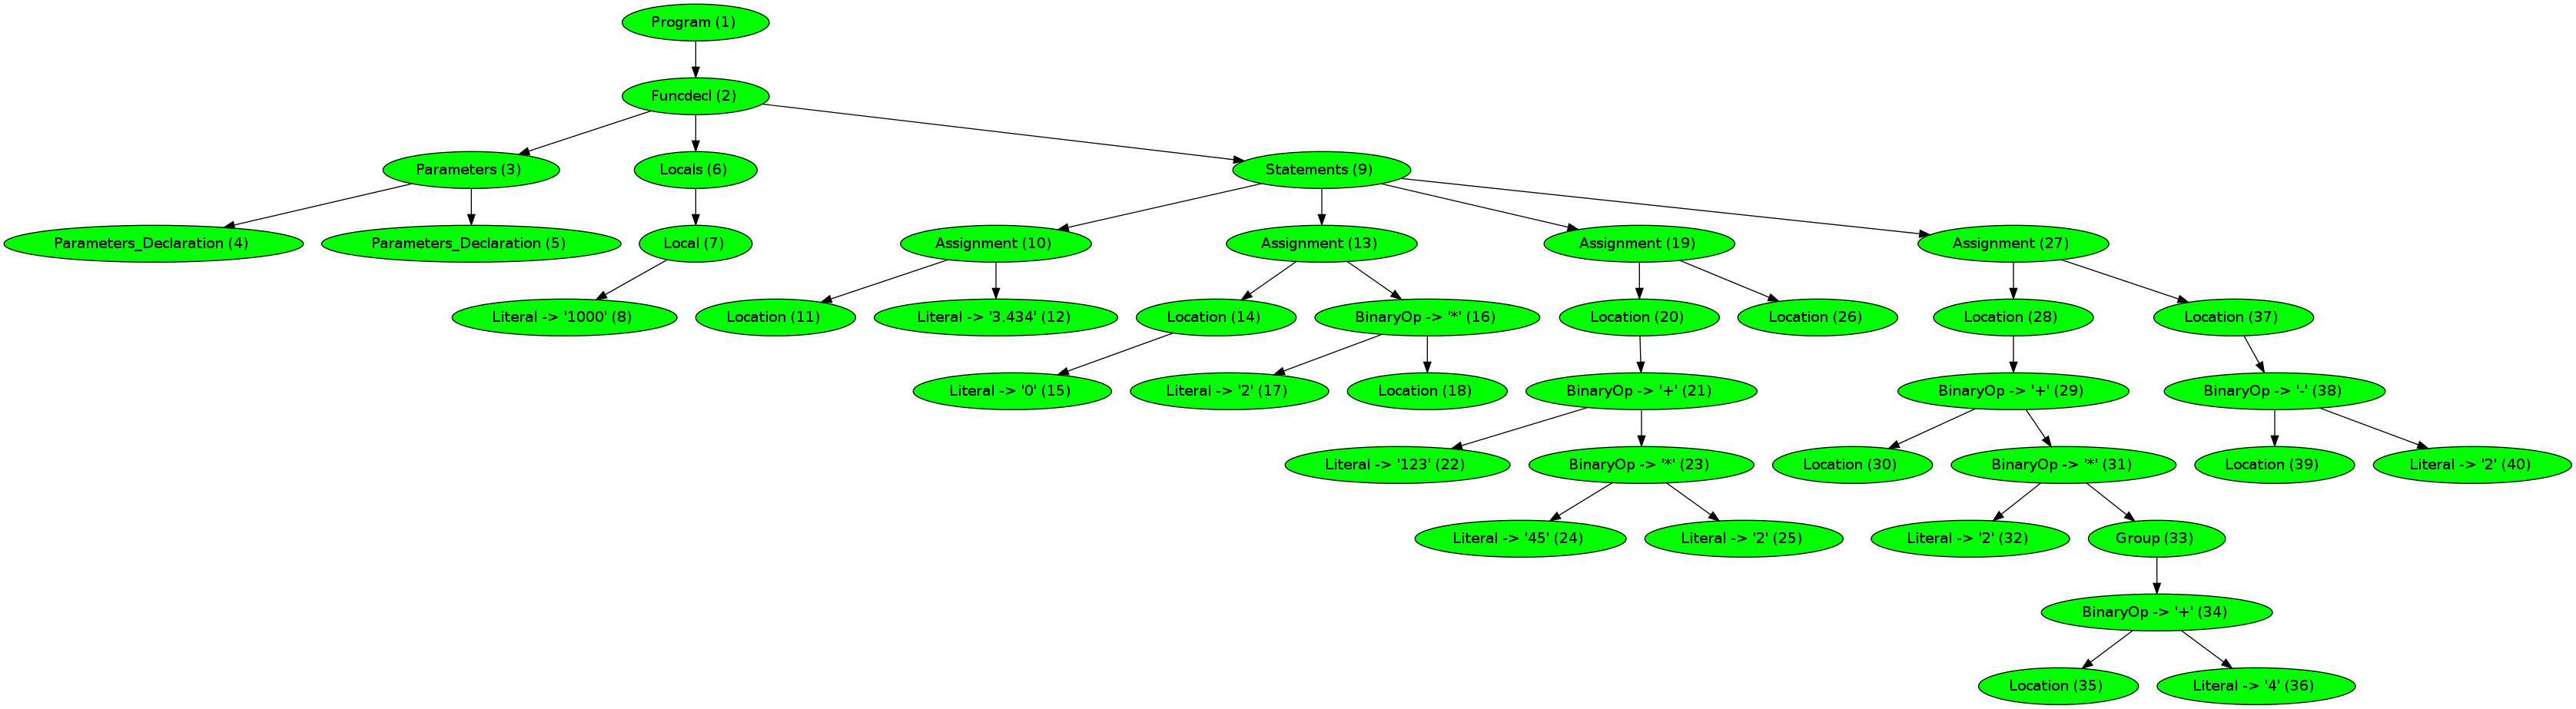 Program (1)
Funcdecl (2)
Parameters (3)
Locals (6)
Statements (9)
Parameters_Declaration (4)
Parameters_Declaration (5)
Local (7)
Assignment (10)
Assignment (13)
Assignment (19)
Assignment (27)
Literal -> '1000' (8)
Location (11)
Literal -> '3.434' (12)
Location (14)
BinaryOp -> '*' (16)
Location (20)
Location (26)
Location (28)
Location (37)
Literal -> '0' (15)
Literal -> '2' (17)
Location (18)
BinaryOp -> '+' (21)
BinaryOp -> '+' (29)
BinaryOp -> '-' (38)
Literal -> '123' (22)
BinaryOp -> '*' (23)
Location (30)
BinaryOp -> '*' (31)
Location (39)
Literal -> '2' (40)
Literal -> '45' (24)
Literal -> '2' (25)
Literal -> '2' (32)
Group (33)
BinaryOp -> '+' (34)
Location (35)
Literal -> '4' (36)